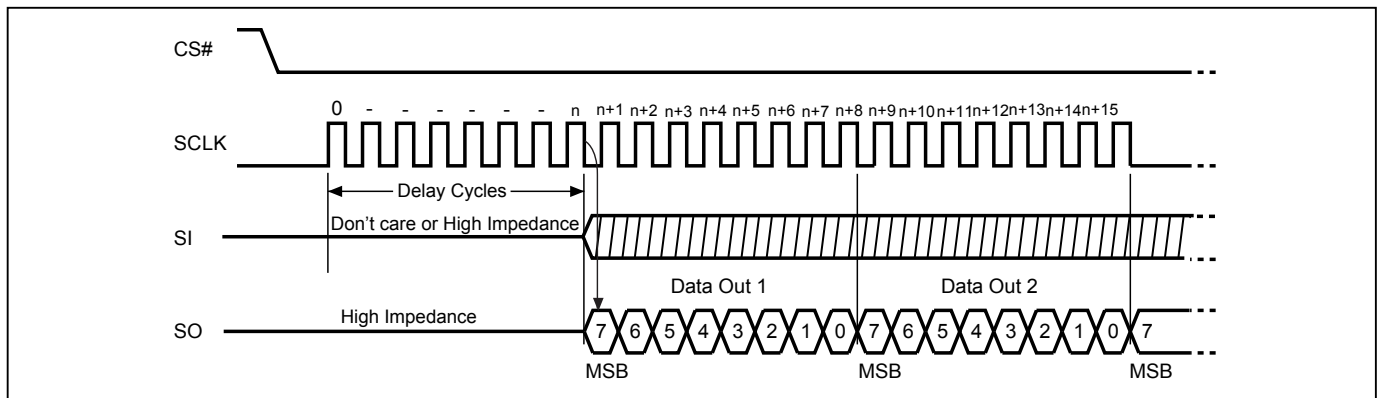 CS#
0 - - - - - - n n+1 n+2 n+3 n+4 n+5 n+6 n+7 n+8 n+9 n+10 n+11 n+12 n+13 n+14 n+15
SCLK
Delay Cycles
Don't care or High Impedance
SI
Data Out 1 Data Out 2
High Impedance
SO 7 6 5 4 3 2 1 0 7 6 5 4 3 2 1 0 7
MSB MSB MSB